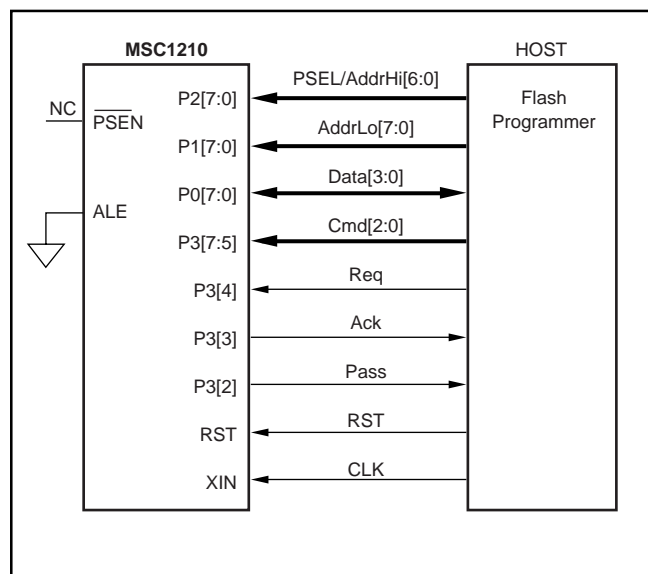 MSC1210
HOST
PSEL/AddrHi[6:0]
P2[7:0]
Flash
Programmer
NC
PSEN
AddrLo[7:0]
P1[7:0]
Data[3:0]
P0[7:0]
ALE
Cmd[2:0]
P3[7:5]
Req
P3[4]
Ack
P3[3]
Pass
P3[2]
RST
RST
CLK
XIN